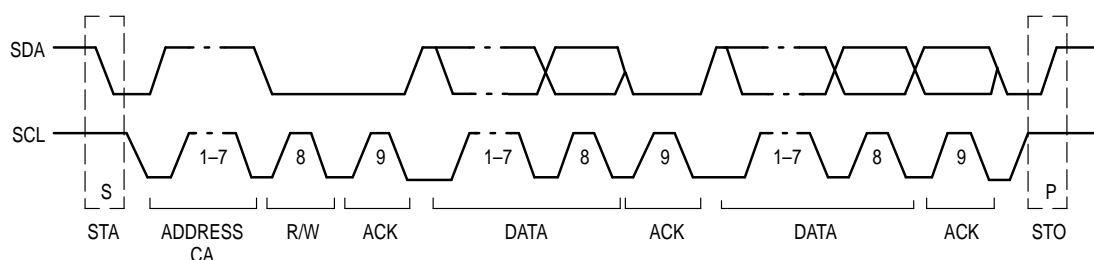 SDA
SCL
1–7 8 9 1–7 8 9 1–7 8 9
S P
STA ADDRESS R/W ACK DATA ACK DATA ACK STO
CA